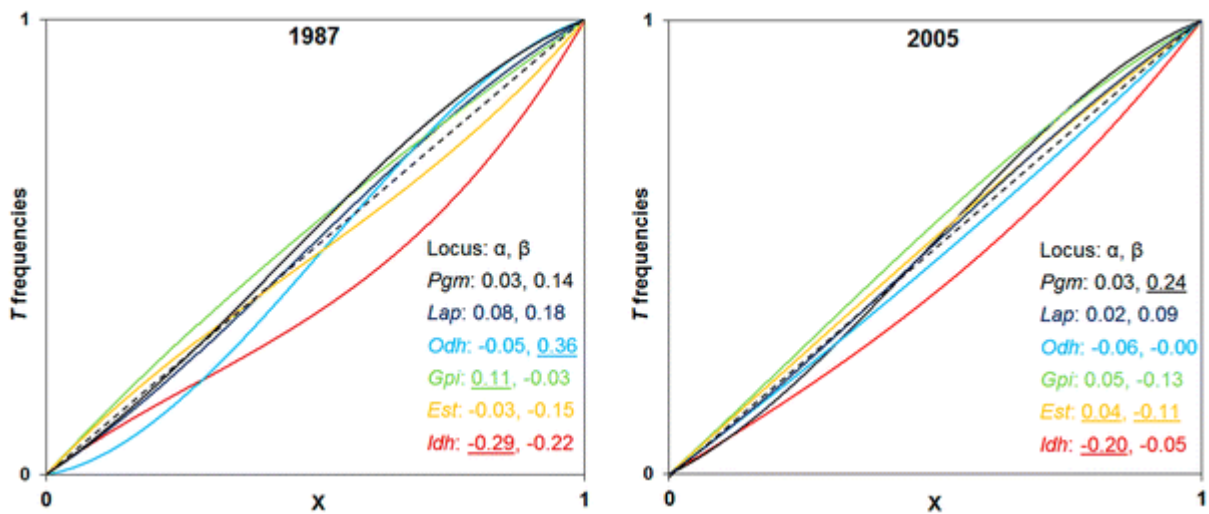 1
1987
T frequencies
Locus: α, β
Pgm: 0.03, 0.14
Lap: 0.08, 0.18
Odh: -0.05, 0.36
Gpi: 0.11, -0.03
Est: -0.03, -0.15
Idh: -0.29, -0.22
0
0
X
1
1
2005
T frequencies
Locus: α, β
Pgm: 0.03, 0.24
Lap: 0.02, 0.09
Odh: -0.06, -0.00
Gpi: 0.05, -0.13
Est: 0.04, -0.11
Idh: -0.20, -0.05
0
0
X
1